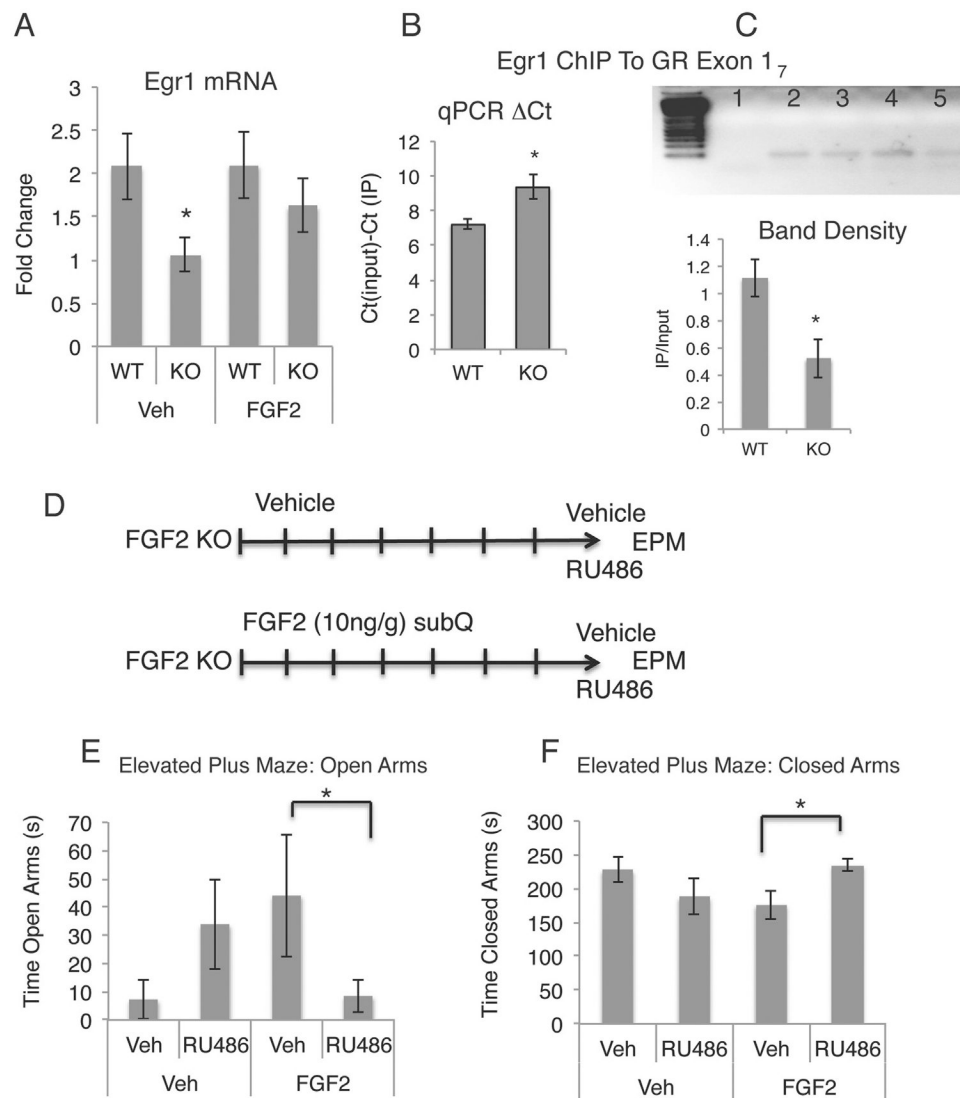 A
Egr1 mRNA
Fold Change
2.5
2
1.5
1
0.5
0
WT KO WT KO
Veh FGF2
B
Egr1 ChIP To GR Exon 1₇
qPCR ΔCt
Ct(input)-Ct (IP)
12
10
8
6
4
2
0
*
*
WT KO
C
1 2 3 4 5
Band Density
IP/Input
1.4
1.2
1
0.8
0.6
0.4
0.2
0
*
WT KO
D
Vehicle
FGF2 KO
Vehicle
EPM
RU486
FGF2 (10ng/g) subQ
FGF2 KO
Vehicle
EPM
RU486
E
Elevated Plus Maze: Open Arms
Time Open Arms (s)
70
60
50
40
30
20
10
0
*
Veh RU486 Veh RU486
Veh FGF2
F
Elevated Plus Maze: Closed Arms
Time Closed Arms (s)
300
250
200
150
100
50
0
*
Veh RU486 Veh RU486
Veh FGF2